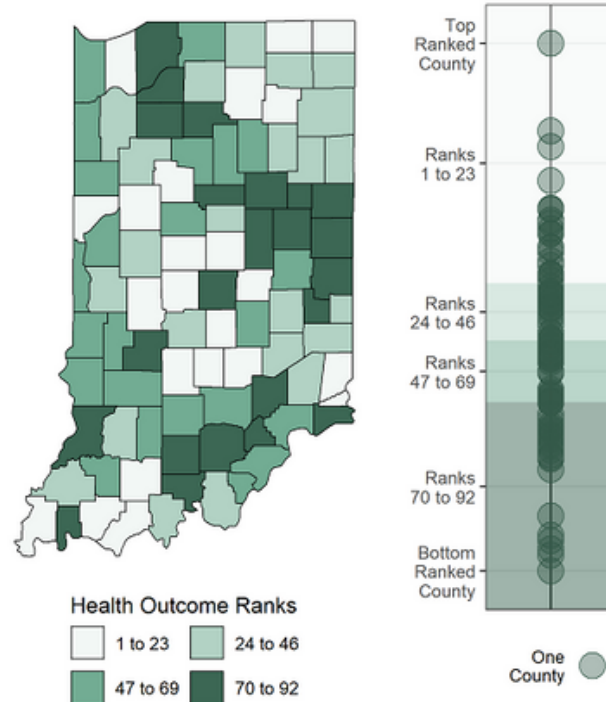 Top
Ranked
County
Ranks
1 to 23
Ranks
24 to 46
Ranks
47 to 69
Ranks
70 to 92
Bottom
Ranked
County
Health Outcome Ranks
1 to 23
24 to 46
47 to 69
70 to 92
One
County